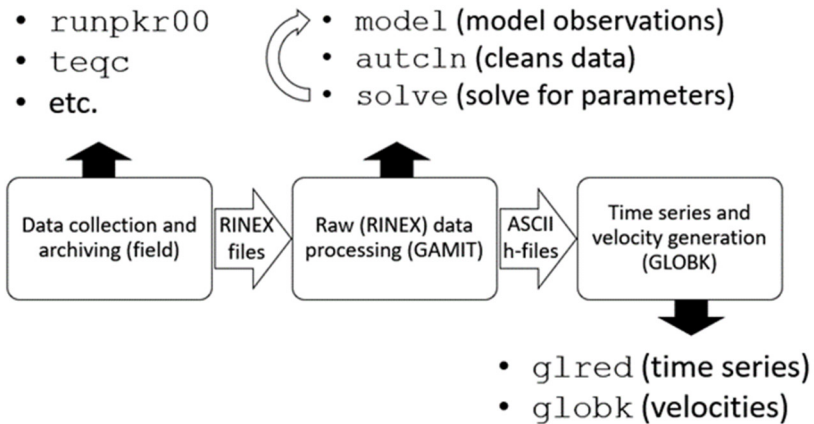 • runpkr00
• teqc
• etc.
• model (model observations)
• autcln (cleans data)
• solve (solve for parameters)
Data collection and
archiving (field)
RINEX
files
Raw (RINEX) data
processing (GAMIT)
ASCII
h-files
Time series and
velocity generation
(GLOBK)
• glred (time series)
• globk (velocities)